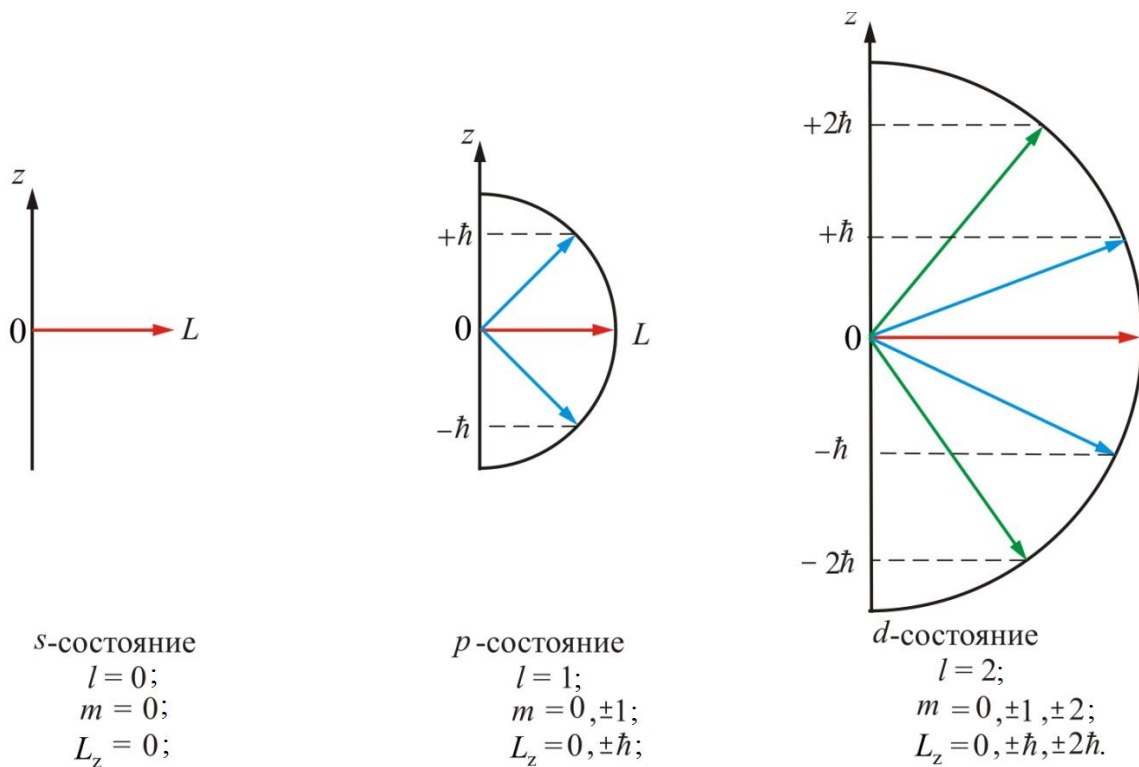 z
0
L
s-состояние
l = 0;
m = 0;
L_z = 0;
z
+ℏ
0
L
−ℏ
p -состояние
l = 1;
m = 0,±1;
L_z = 0, ±ℏ;
z
+2ℏ
+ℏ
0
−ℏ
− 2ℏ
d-состояние
l = 2;
m = 0,±1,±2;
L_z = 0, ±ℏ,±2ℏ.